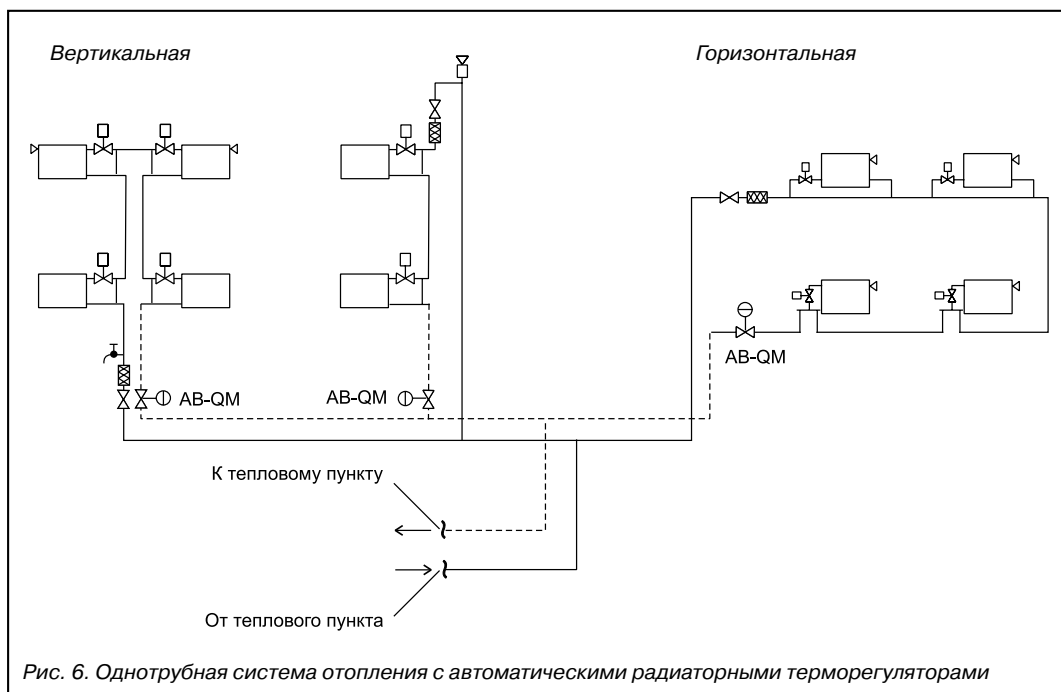 Вертикальная
Горизонтальная
AB-QM
AB-QM
AB-QM
К тепловому пункту
От теплового пункта
Рис. 6. Однотрубная система отопления с автоматическими радиаторными терморегуляторами